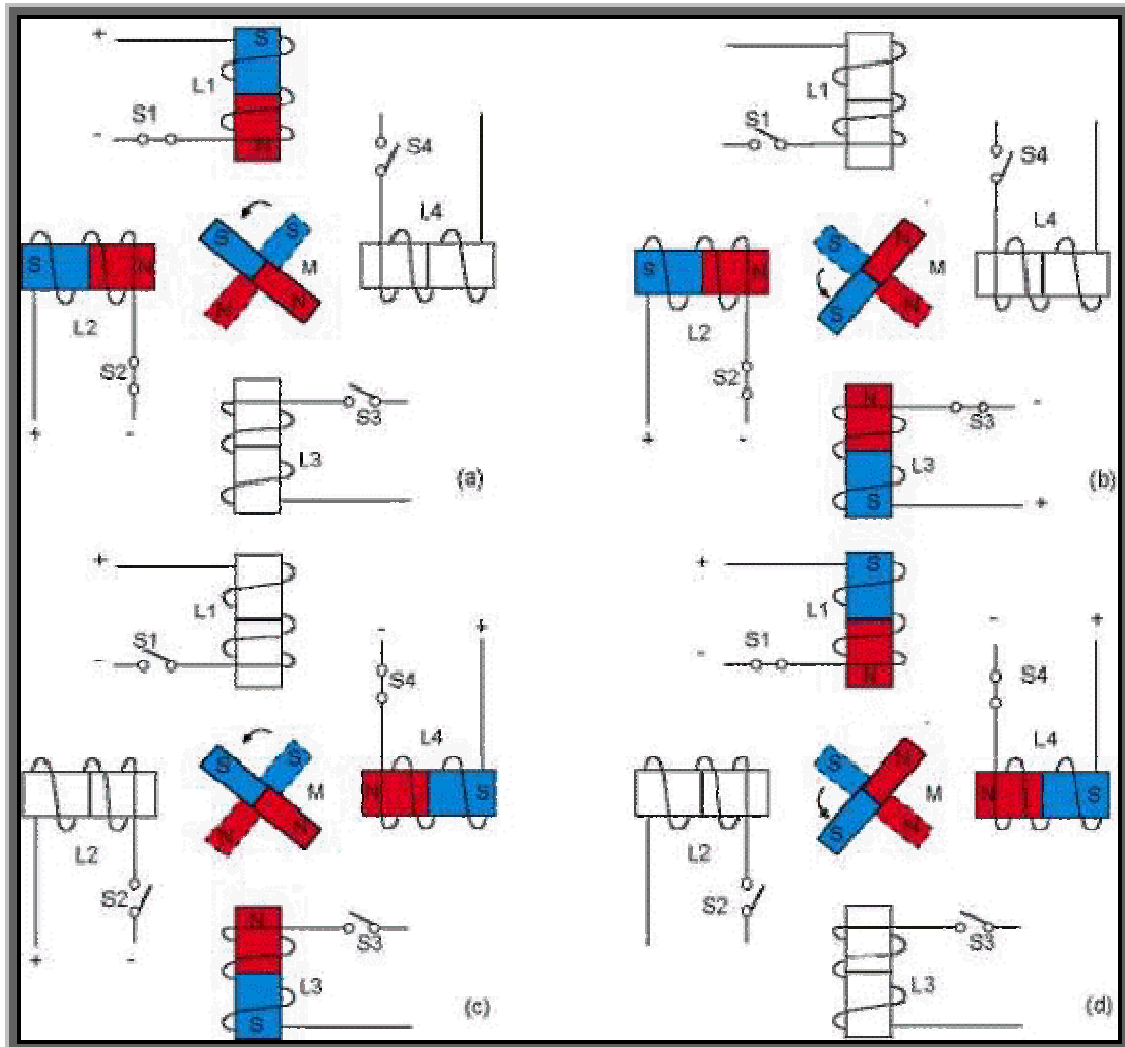 + S
L1
S1
- N
S4
L4
S S
S N M
L2 N N
S2
S3
+ -
L3
(a)
L1
S1
S4
L4
S N
S N M
L2 S N
S2
N
S3 -
+ -
L3
S +
(b)
+
L1
S1
-
- +
S4
L4
S S
N S
M
L2 N N
S2
N
S3
+ -
L3
S
(c)
+ S
L1
S1
- N
- +
S4
L4
S N
N S
M
L2 S N
S2
S3
L3
(d)